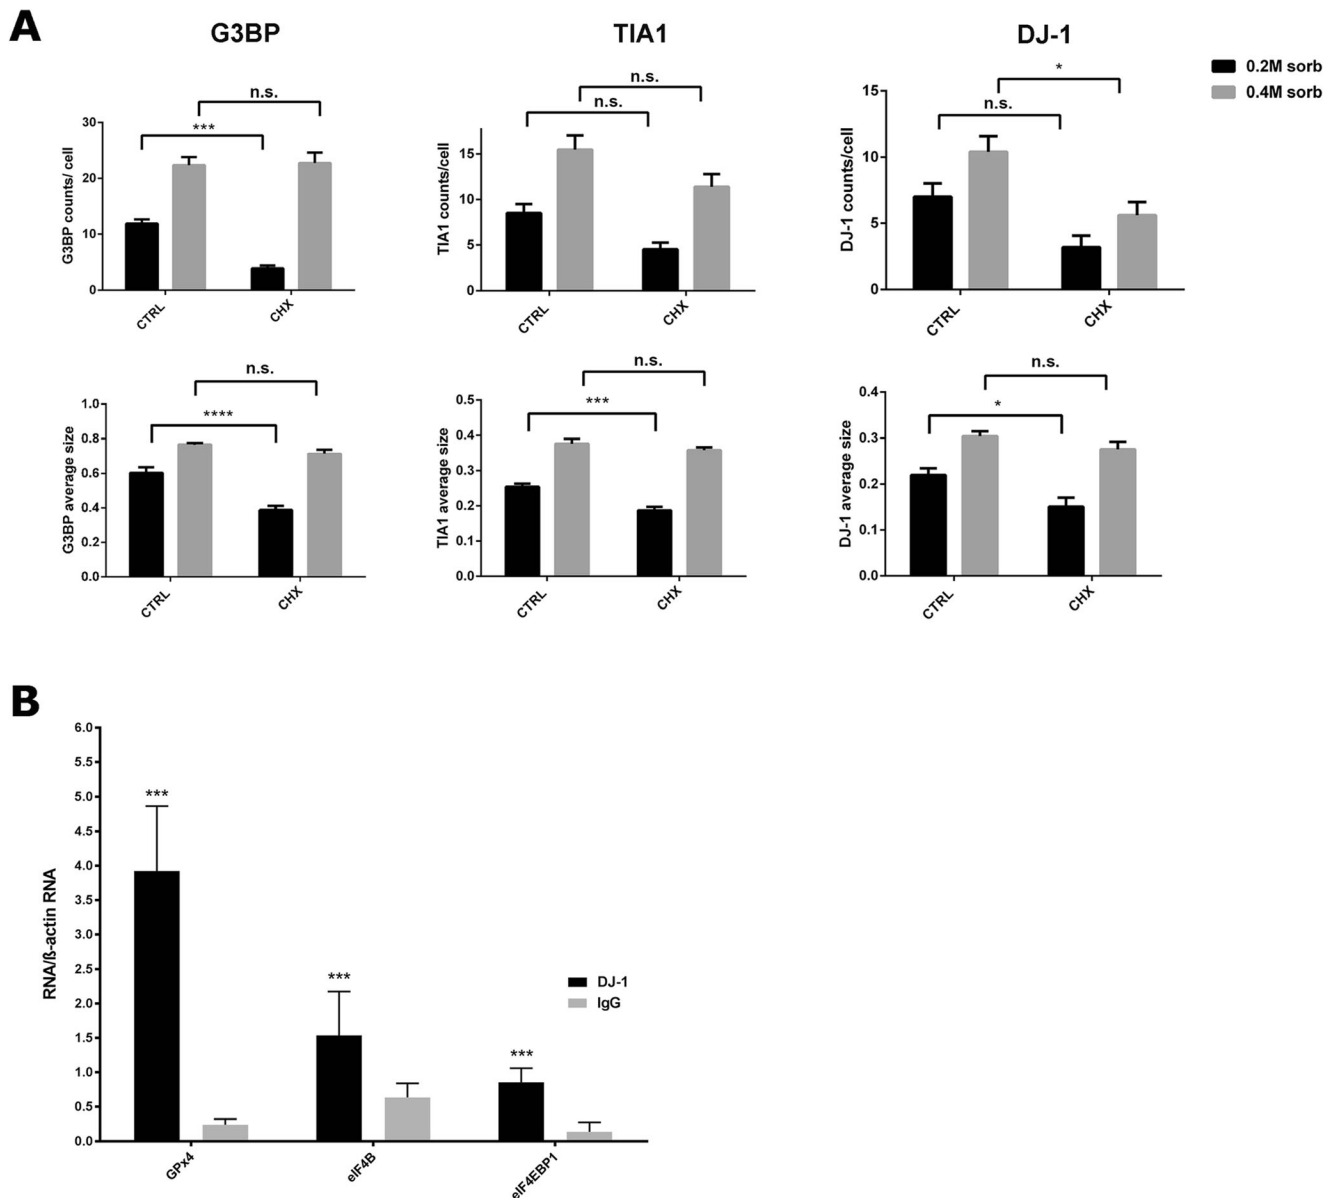 A
G3BP
TIA1
DJ-1
0.2M sorb
0.4M sorb
n.s.
***
30
20
10
0
G3BP counts/ cell
CTRL
CHX
n.s.
n.s.
15
10
5
0
TIA1 counts/cell
CTRL
CHX
*
n.s.
15
10
5
0
DJ-1 counts/cell
CTRL
CHX
n.s.
****
1.0
0.8
0.6
0.4
0.2
0.0
G3BP average size
CTRL
CHX
n.s.
***
0.5
0.4
0.3
0.2
0.1
0.0
TIA1 average size
CTRL
CHX
n.s.
*
0.4
0.3
0.2
0.1
0.0
DJ-1 average size
CTRL
CHX
B
6.0
5.5
5.0
4.5
4.0
3.5
3.0
2.5
2.0
1.5
1.0
0.5
0.0
RNA/ß-actin RNA
***
***
***
DJ-1
IgG
GPx4
eIF4B
eIF4EBP1